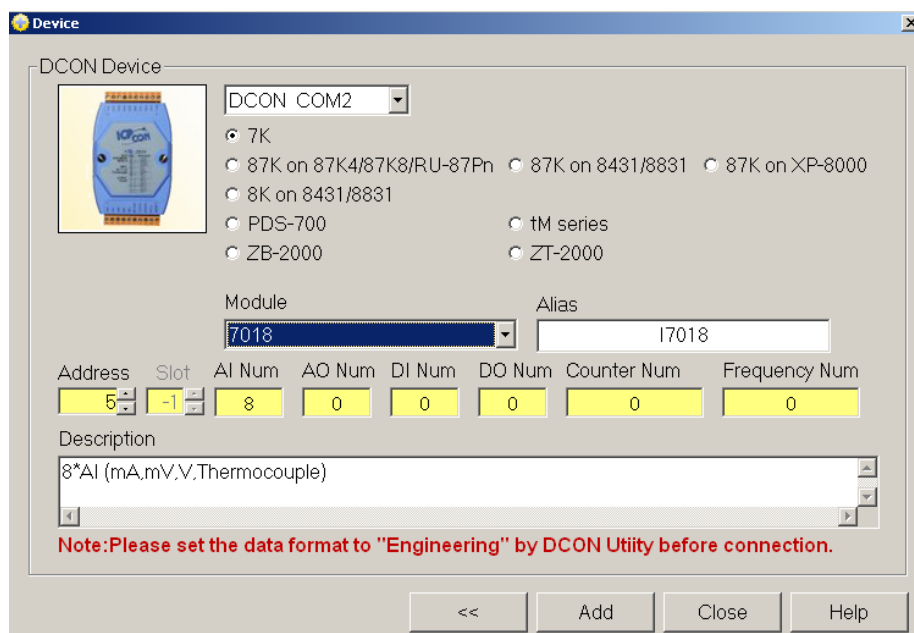 Device
DCON Device
DCON COM2
ICP CON
7K
87K on 87K4/87K8/RU-87Pn 87K on 8431/8831 87K on XP-8000
8K on 8431/8831
PDS-700 tM series
ZB-2000 ZT-2000
Module Alias
7018 I7018
Address Slot AI Num AO Num DI Num DO Num Counter Num Frequency Num
5 -1 8 0 0 0 0 0
Description
8*AI (mA,mV,V,Thermocouple)
Note:Please set the data format to "Engineering" by DCON Utiity before connection.
<< Add Close Help